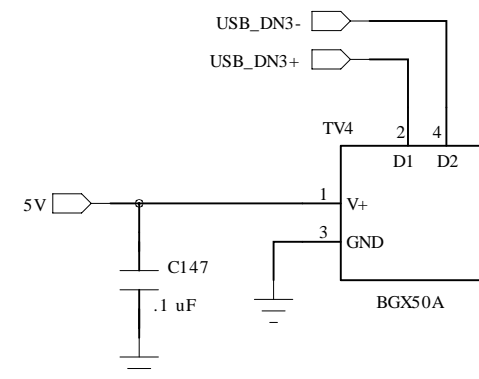 USB_DN3-
USB_DN3+
TV4
2 4
D1 D2
5V
1
V+
3
GND
C147
.1 uF
BGX50A